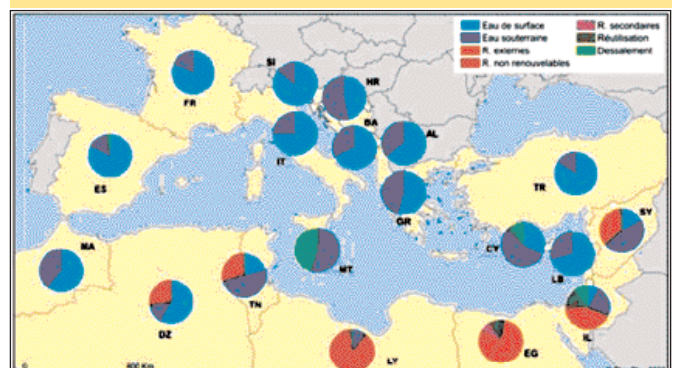 Eau de surface
Eau souterraine
R. externes
R. non renouvelables
R. secondaires
Réutilisation
Dessalement
SI
HR
FR
BA
AL
IT
ES
TR
GR
SY
MA
CY
MT
LB
TN
DZ
IL
LY
EG